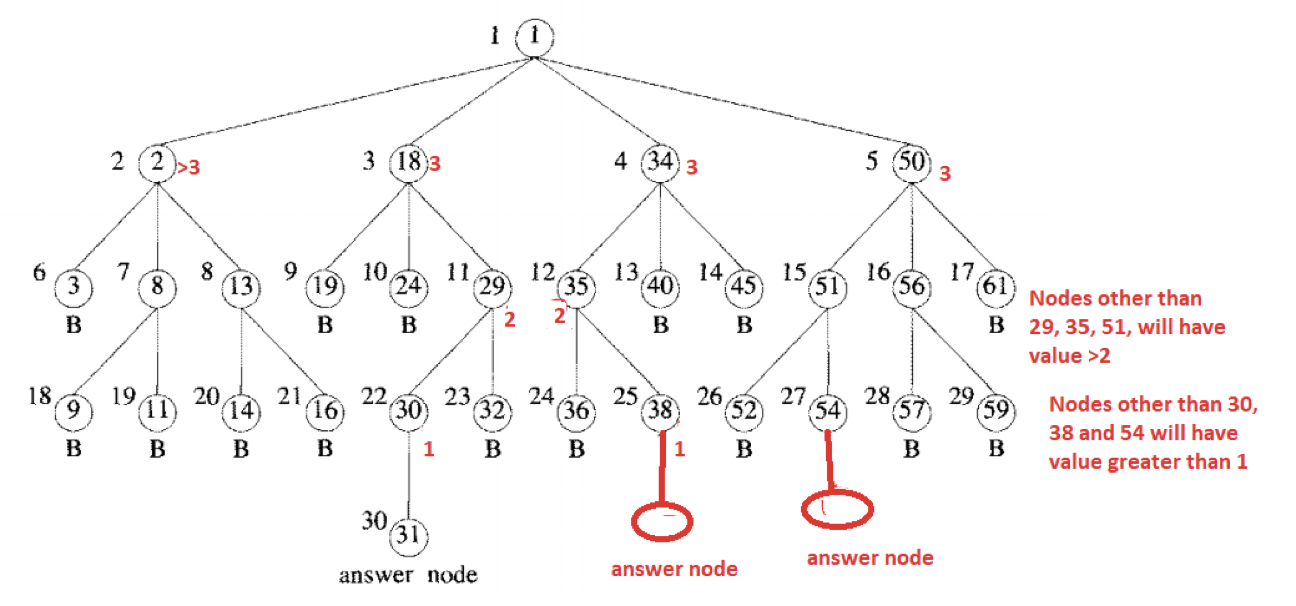 1 1
2 2 >3 3 18 3 4 34 3 5 50 3
6 3 7 8 8 13 9 19 10 24 11 29 12 35 13 40 14 45 15 51 16 56 17 61
B B B B B B
2 2
Nodes other than
29, 35, 51, will have
value >2
18 9 19 11 20 14 21 16 22 30 23 32 24 36 25 38 26 52 27 54 28 57 29 59
B B B B B B B B B
1 1
Nodes other than 30,
38 and 54 will have
value greater than 1
30 31
answer node
answer node
answer node